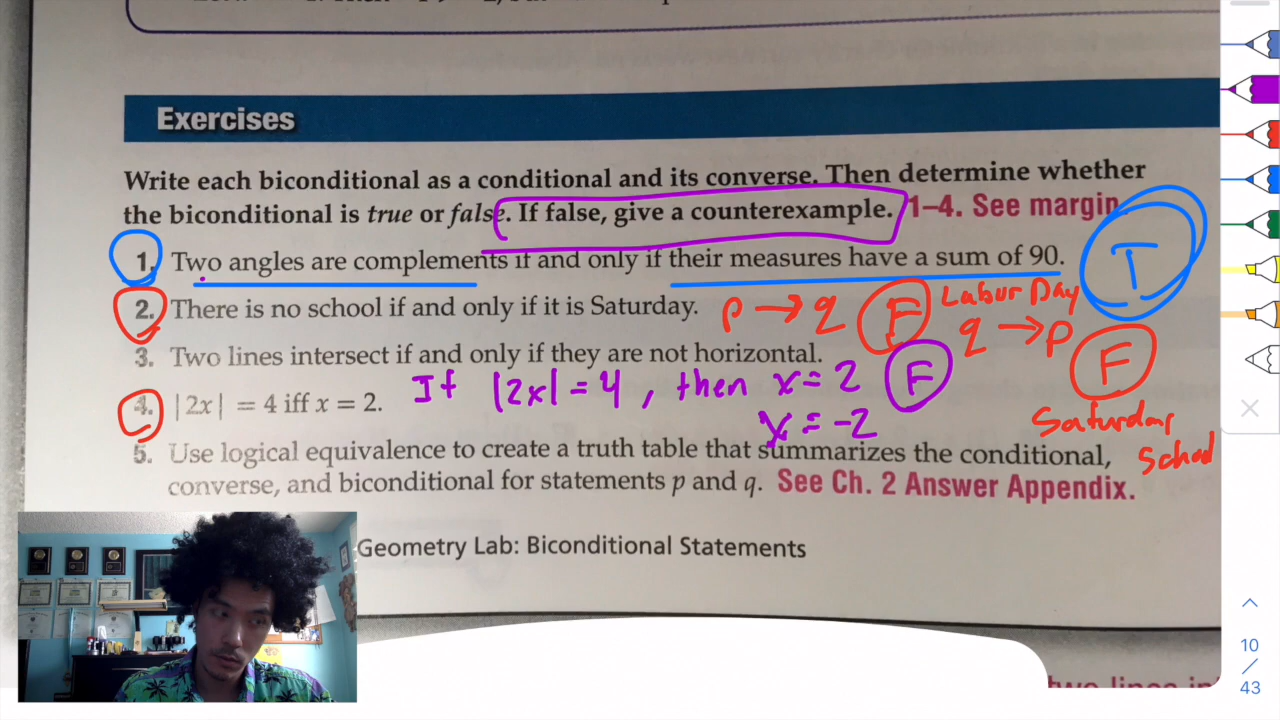 Exercises
Write each biconditional as a conditional and its converse. Then determine whether
the biconditional is true or false. If false, give a counterexample. 1–4. See margin.
1. Two angles are complements if and only if their measures have a sum of 90. T
2. There is no school if and only if it is Saturday. p → q F Labor Day
q → p F
3. Two lines intersect if and only if they are not horizontal.
If |2x| = 4, then x = 2 F
4. |2x| = 4 iff x = 2.
x = -2
Saturday
School
5. Use logical equivalence to create a truth table that summarizes the conditional,
converse, and biconditional for statements p and q. See Ch. 2 Answer Appendix.
Geometry Lab: Biconditional Statements
10
/
43
two lines